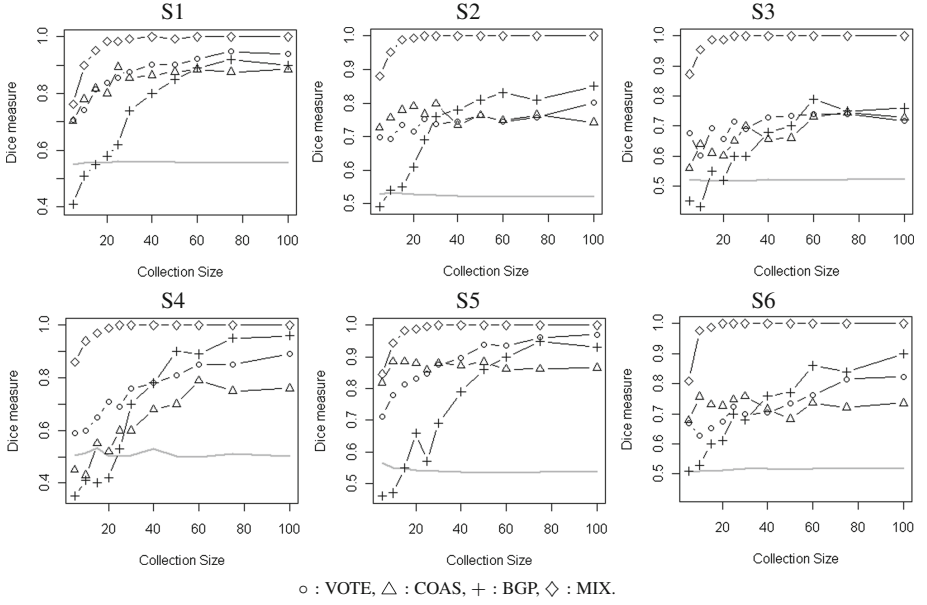 S1 S2 S3
Dice measure
1.0
0.8
0.6
0.4
20 40 60 80 100
Collection Size
Dice measure
1.0
0.9
0.8
0.7
0.6
0.5
20 40 60 80 100
Collection Size
Dice measure
1.0
0.9
0.8
0.7
0.6
0.5
20 40 60 80 100
Collection Size
S4 S5 S6
Dice measure
1.0
0.8
0.6
0.4
20 40 60 80 100
Collection Size
Dice measure
1.0
0.9
0.8
0.7
0.6
0.5
20 40 60 80 100
Collection Size
Dice measure
1.0
0.9
0.8
0.7
0.6
0.5
20 40 60 80 100
Collection Size
○ : VOTE, △ : COAS, + : BGP, ◇ : MIX.